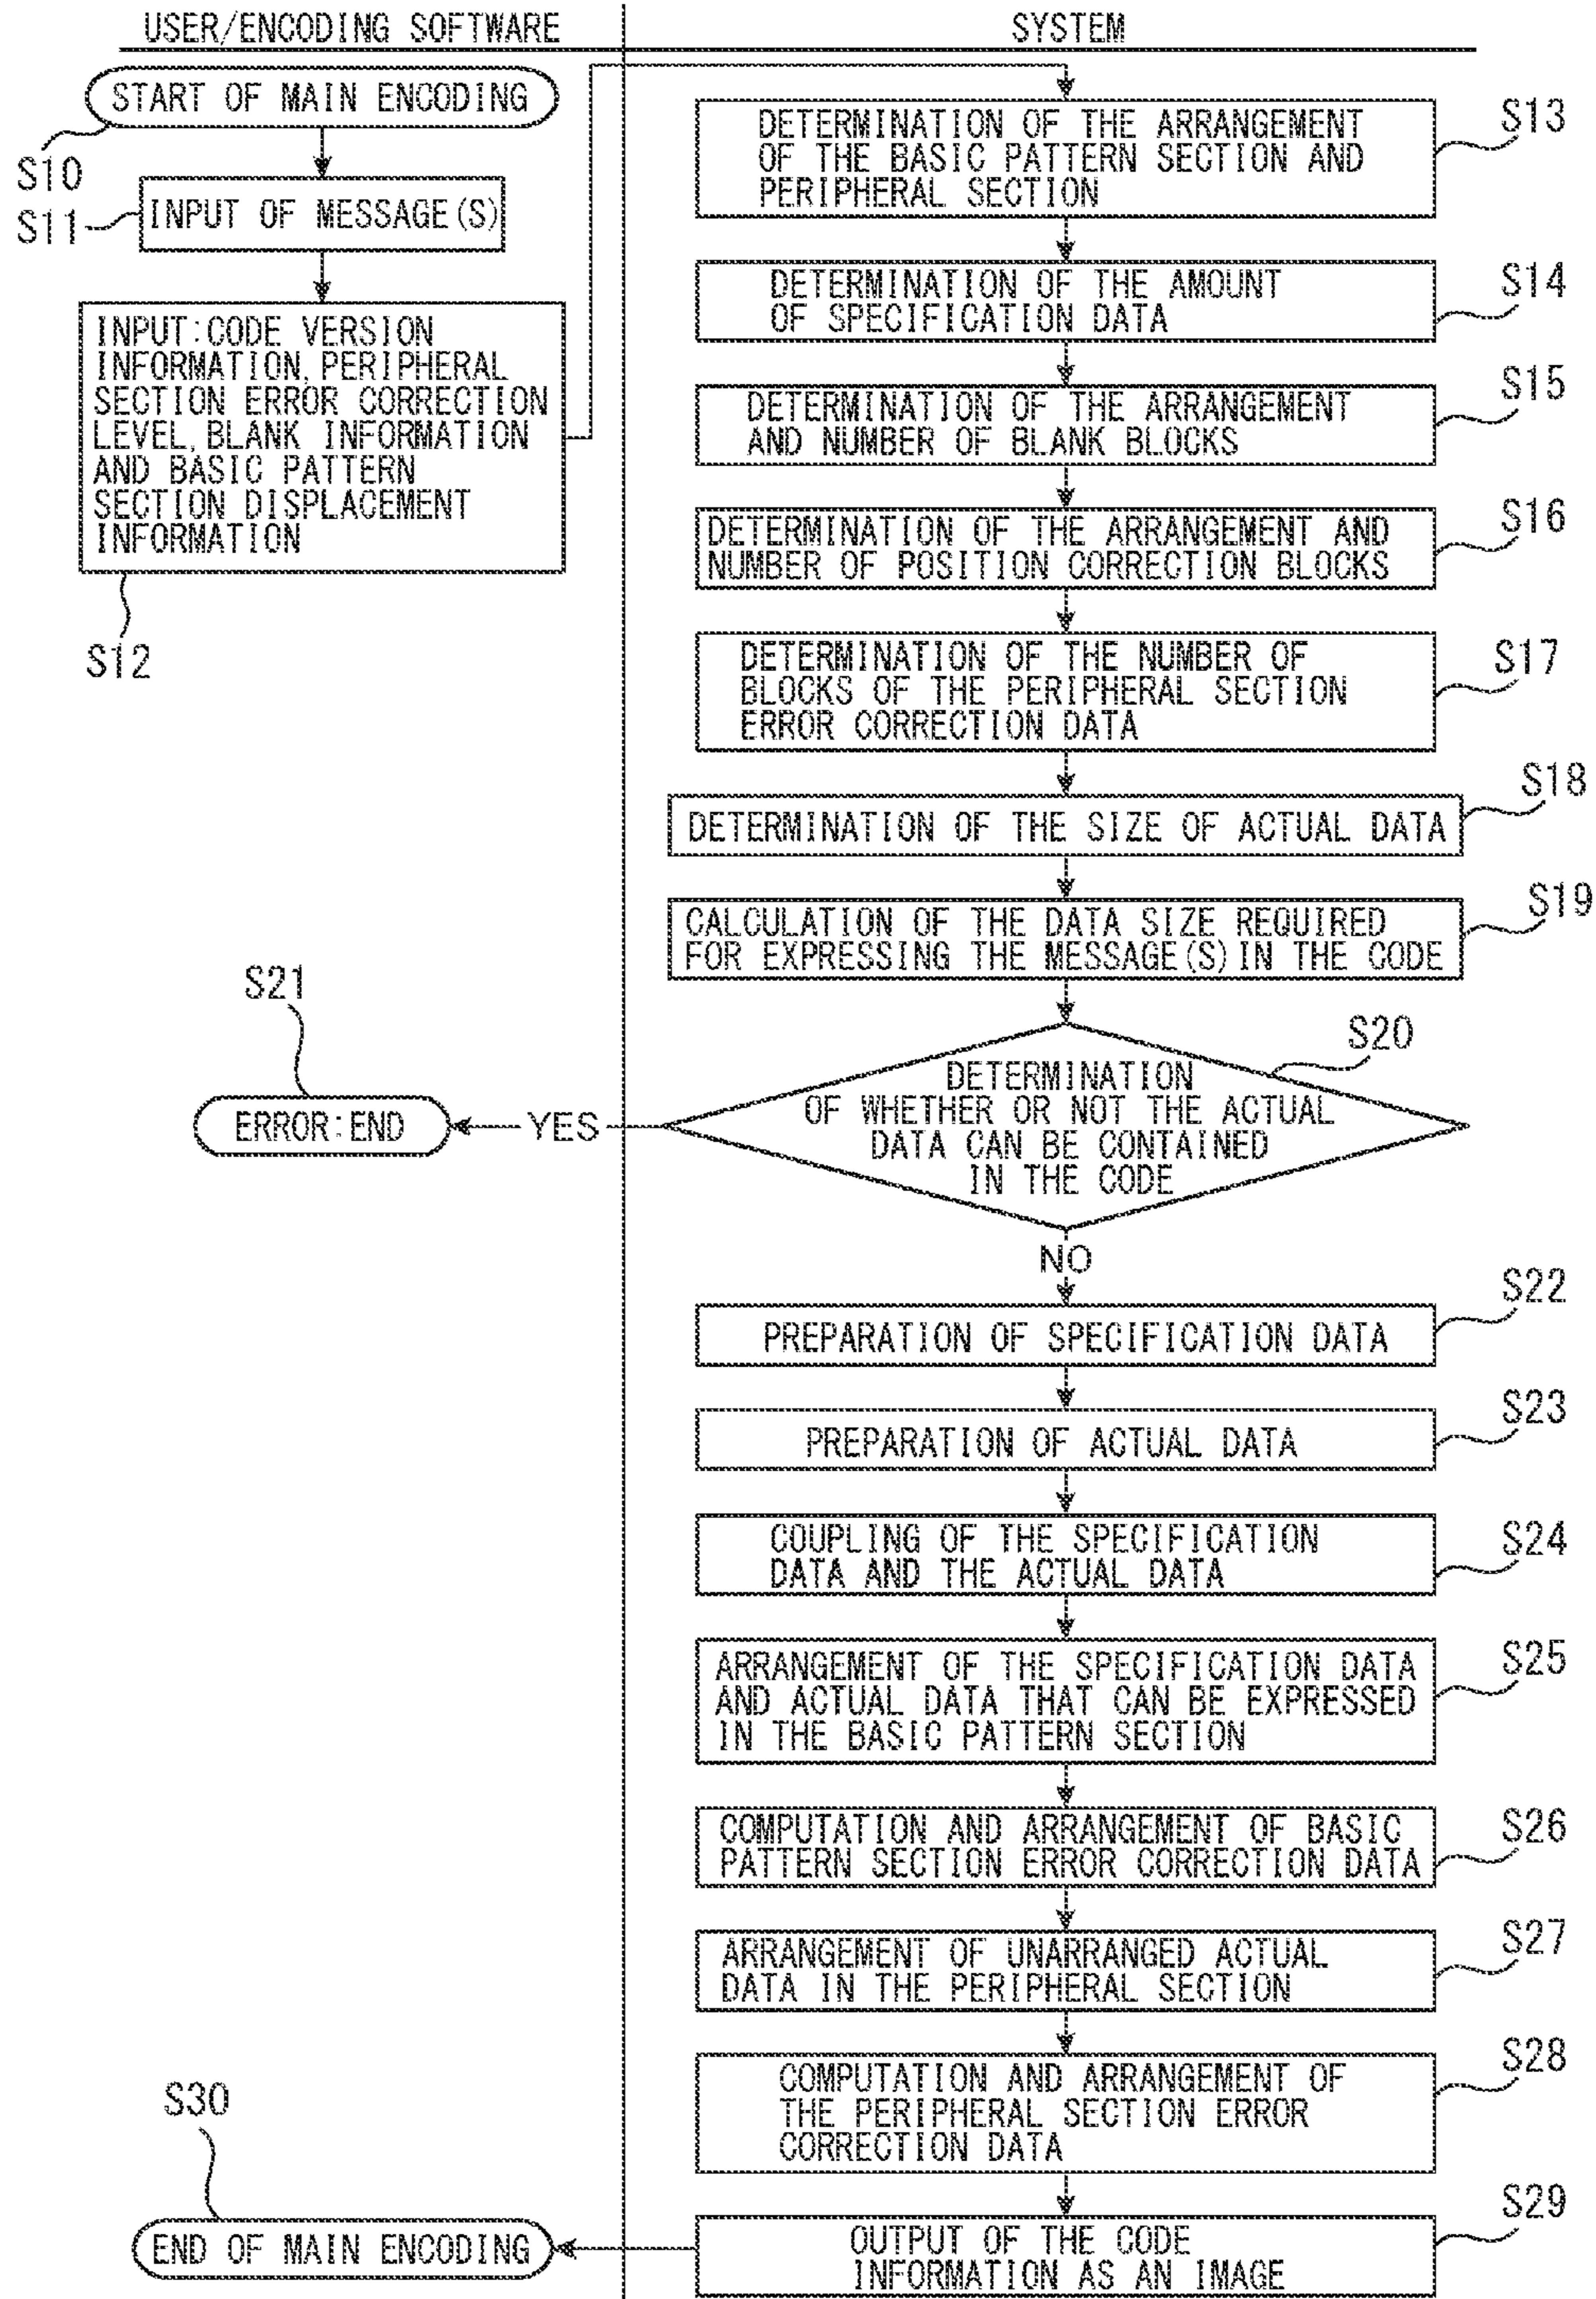 USER/ENCODING SOFTWARE
SYSTEM
START OF MAIN ENCODING
S10
INPUT OF MESSAGE(S)
S11
INPUT:CODE VERSION
INFORMATION,PERIPHERAL
SECTION ERROR CORRECTION
LEVEL,BLANK INFORMATION
AND BASIC PATTERN
SECTION DISPLACEMENT
INFORMATION
S12
DETERMINATION OF THE ARRANGEMENT
OF THE BASIC PATTERN SECTION AND
PERIPHERAL SECTION
S13
DETERMINATION OF THE AMOUNT
OF SPECIFICATION DATA
S14
DETERMINATION OF THE ARRANGEMENT
AND NUMBER OF BLANK BLOCKS
S15
DETERMINATION OF THE ARRANGEMENT AND
NUMBER OF POSITION CORRECTION BLOCKS
S16
DETERMINATION OF THE NUMBER OF
BLOCKS OF THE PERIPHERAL SECTION
ERROR CORRECTION DATA
S17
DETERMINATION OF THE SIZE OF ACTUAL DATA
S18
CALCULATION OF THE DATA SIZE REQUIRED
FOR EXPRESSING THE MESSAGE(S)IN THE CODE
S19
DETERMINATION
OF WHETHER OR NOT THE ACTUAL
DATA CAN BE CONTAINED
IN THE CODE
S20
YES
ERROR:END
S21
NO
PREPARATION OF SPECIFICATION DATA
S22
PREPARATION OF ACTUAL DATA
S23
COUPLING OF THE SPECIFICATION
DATA AND THE ACTUAL DATA
S24
ARRANGEMENT OF THE SPECIFICATION DATA
AND ACTUAL DATA THAT CAN BE EXPRESSED
IN THE BASIC PATTERN SECTION
S25
COMPUTATION AND ARRANGEMENT OF BASIC
PATTERN SECTION ERROR CORRECTION DATA
S26
ARRANGEMENT OF UNARRANGED ACTUAL
DATA IN THE PERIPHERAL SECTION
S27
COMPUTATION AND ARRANGEMENT OF
THE PERIPHERAL SECTION ERROR
CORRECTION DATA
S28
OUTPUT OF THE CODE
INFORMATION AS AN IMAGE
S29
END OF MAIN ENCODING
S30